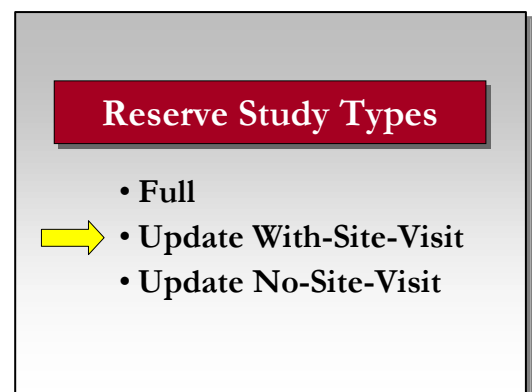 Reserve Study Types
• Full
• Update With-Site-Visit
• Update No-Site-Visit